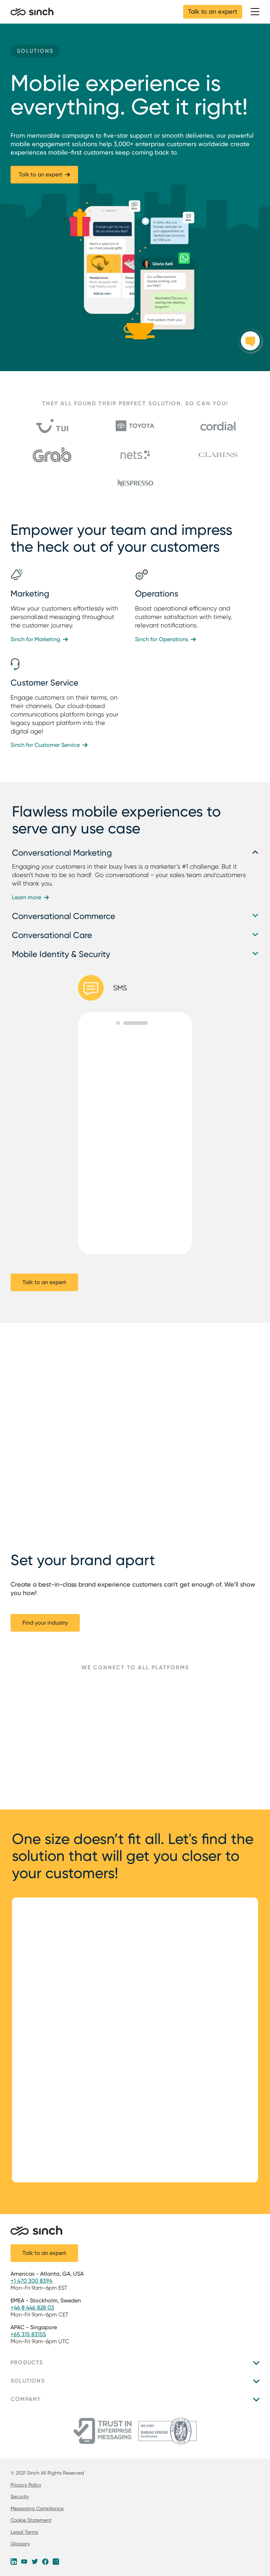 sinch
Talk to an expert
SOLUTIONS
Mobile experience is
everything. Get it right!
From memorable campaigns to five-star support or smooth deliveries, our powerful
mobile engagement solutions help 3,000+ enterprise customers worldwide create
experiences mobile-first customers keep coming back to.
Talk to an expert →
THEY ALL FOUND THEIR PERFECT SOLUTION. SO CAN YOU!
TUI
TOYOTA
cordial
Grab
nets
CLARINS
NESPRESSO
Empower your team and impress
the heck out of your customers
Marketing
Wow your customers effortlessly with
personalized messaging throughout
the customer journey.
Sinch for Marketing →
Operations
Boost operational efficiency and
customer satisfaction with timely,
relevant notifications.
Sinch for Operations →
Customer Service
Engage customers on their terms, on
their channels. Our cloud-based
communications platform brings your
legacy support platform into the
digital age!
Sinch for Customer Service →
Flawless mobile experiences to
serve any use case
Conversational Marketing
Engaging your customers in their busy lives is a marketer's #1 challenge. But it
doesn't have to be so hard! Go conversational - your sales team and customers
will thank you.
Learn more →
Conversational Commerce
Conversational Care
Mobile Identity & Security
SMS
Talk to an expert
Set your brand apart
Create a best-in-class brand experience customers can't get enough of. We'll show
you how!
Find your industry
WE CONNECT TO ALL PLATFORMS
One size doesn't fit all. Let's find the
solution that will get you closer to
your customers!
sinch
Talk to an expert
Americas - Atlanta, GA, USA
+1 470 300 8394
Mon-Fri 9am-6pm EST
EMEA - Stockholm, Sweden
+46 8 446 828 03
Mon-Fri 9am-6pm CET
APAC - Singapore
+65 315 83155
Mon-Fri 9am-6pm UTC
PRODUCTS
SOLUTIONS
COMPANY
TRUST IN
ENTERPRISE
MESSAGING
© 2021 Sinch All Rights Reserved
Privacy Policy
Security
Messaging Compliance
Cookie Statement
Legal Terms
Glossary